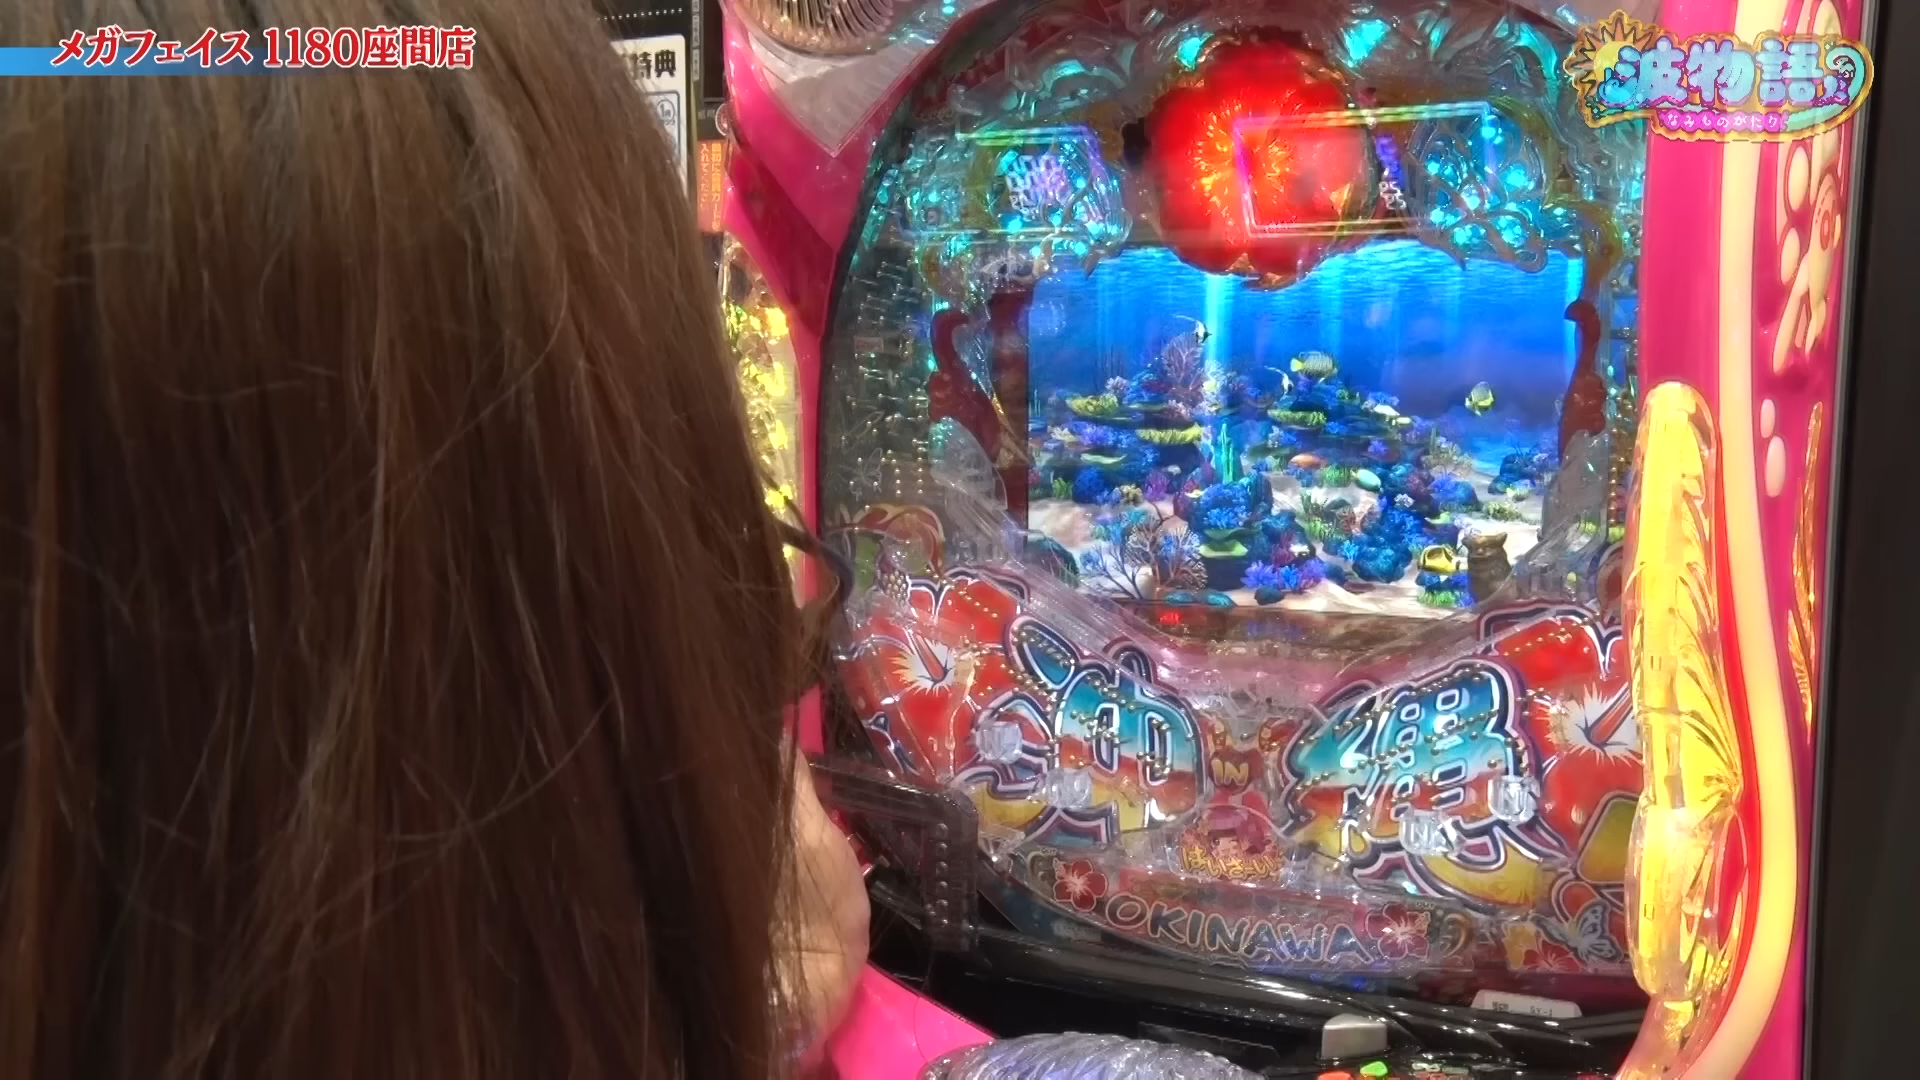 メガフェイス1180座間店
波物語
なみものがたり
特典
沖縄
IN
はいさーい
OKINAWA